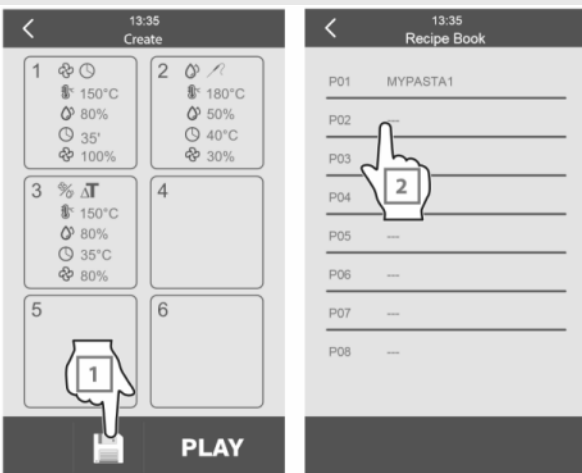 13:35
Create
1
150°C
80%
35'
100%
2
180°C
50%
40°C
30%
3 % ΔT
150°C
80%
35°C
80%
4
5
6
1
PLAY
13:35
Recipe Book
P01 MYPASTA1
P02 ---
P03
2
P04
P05 ---
P06 ---
P07 ---
P08 ---